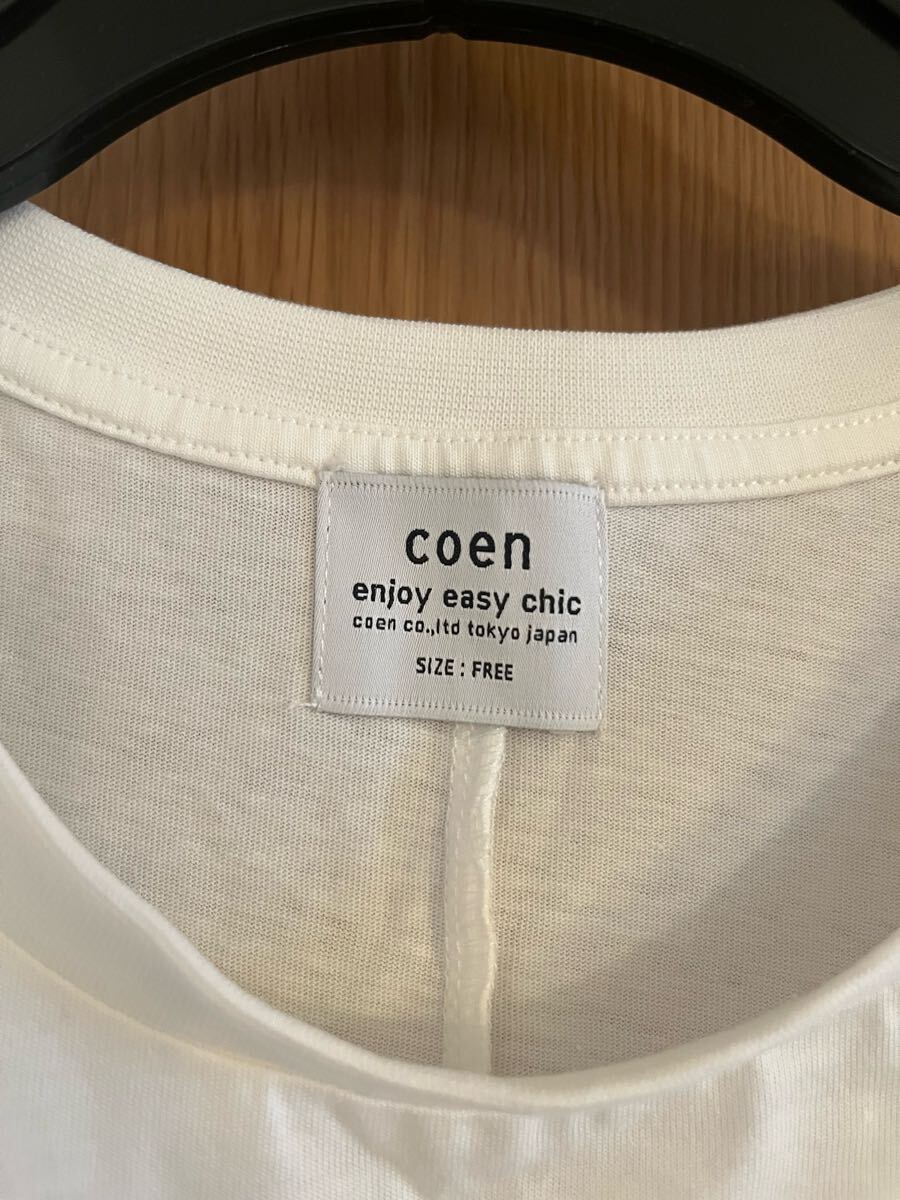 coen
enjoy easy chic
coen co.,ltd tokyo japan
SIZE : FREE